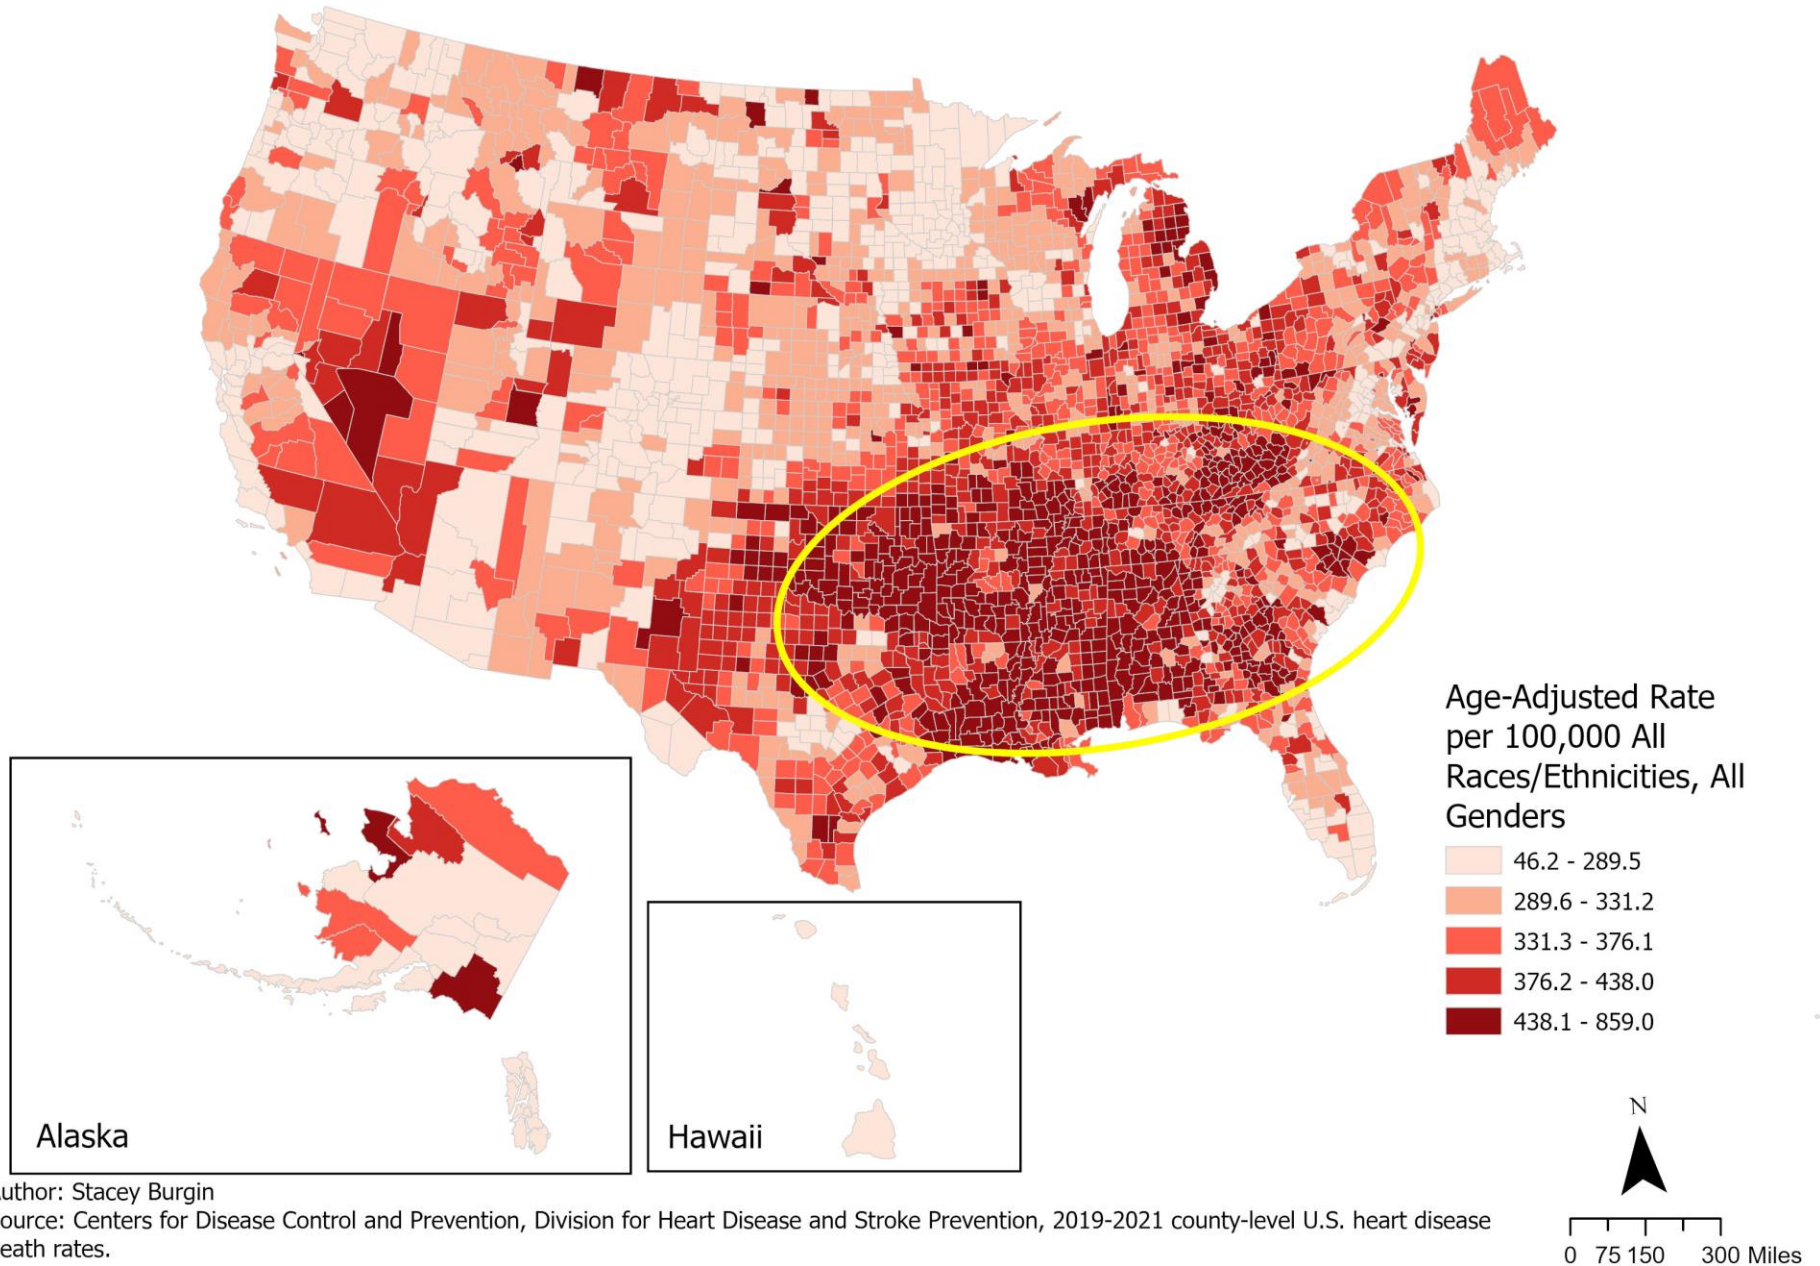 Age-Adjusted Rate
per 100,000 All
Races/Ethnicities, All
Genders
46.2 - 289.5
289.6 - 331.2
331.3 - 376.1
376.2 - 438.0
438.1 - 859.0
Alaska
Hawaii
N
0 75 150 300 Miles
uthor: Stacey Burgin
ource: Centers for Disease Control and Prevention, Division for Heart Disease and Stroke Prevention, 2019-2021 county-level U.S. heart disease
eath rates.